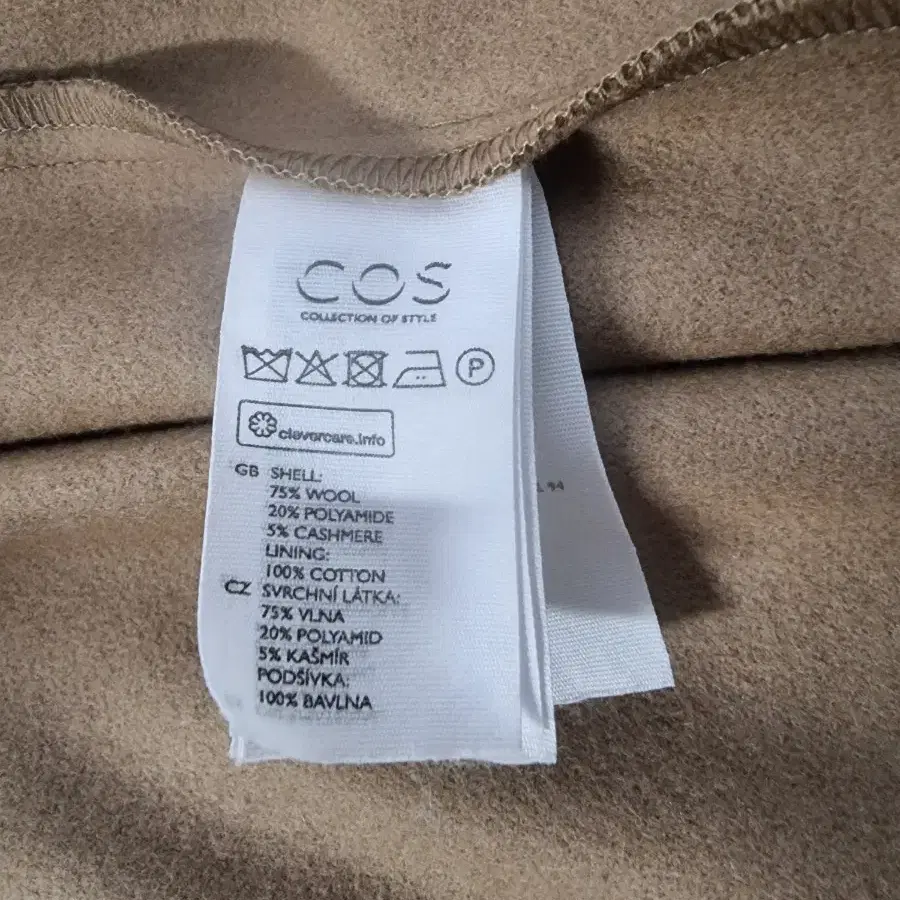 COS
COLLECTION OF STYLE
P
clevercare.info
GB SHELL:
75% WOOL
20% POLYAMIDE
5% CASHMERE
LINING:
100% COTTON
CZ SVRCHNÍ LÁTKA:
75% VLNA
20% POLYAMID
5% KAŠMÍR
PODŠÍVKA:
100% BAVLNA